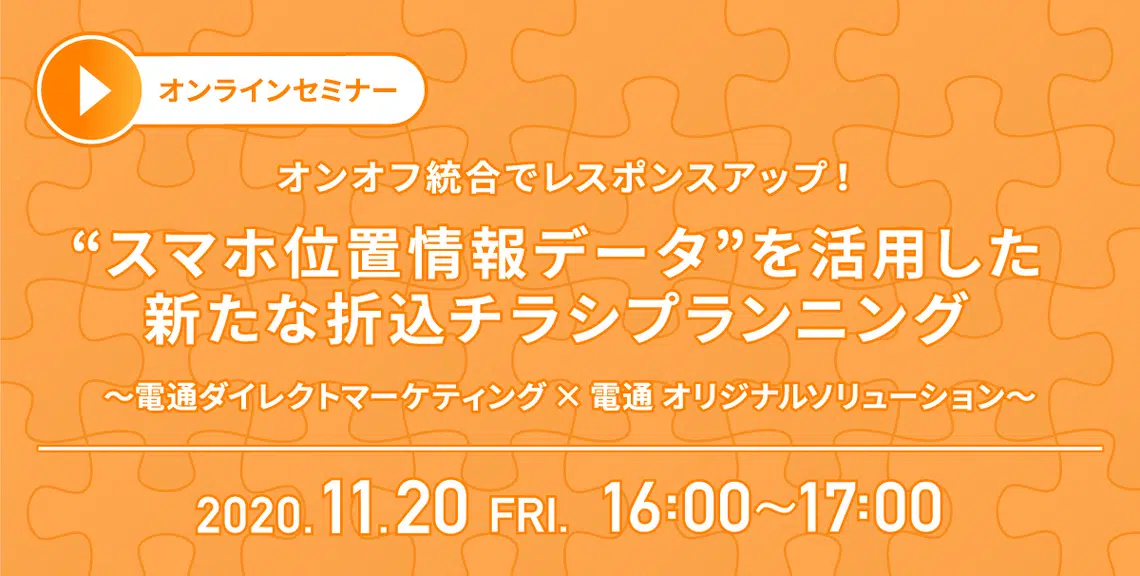 オンラインセミナー
オンオフ統合でレスポンスアップ！
“スマホ位置情報データ”を活用した
新たな折込チラシプランニング
～電通ダイレクトマーケティング × 電通 オリジナルソリューション～
2020.11.20 FRI. 16:00～17:00